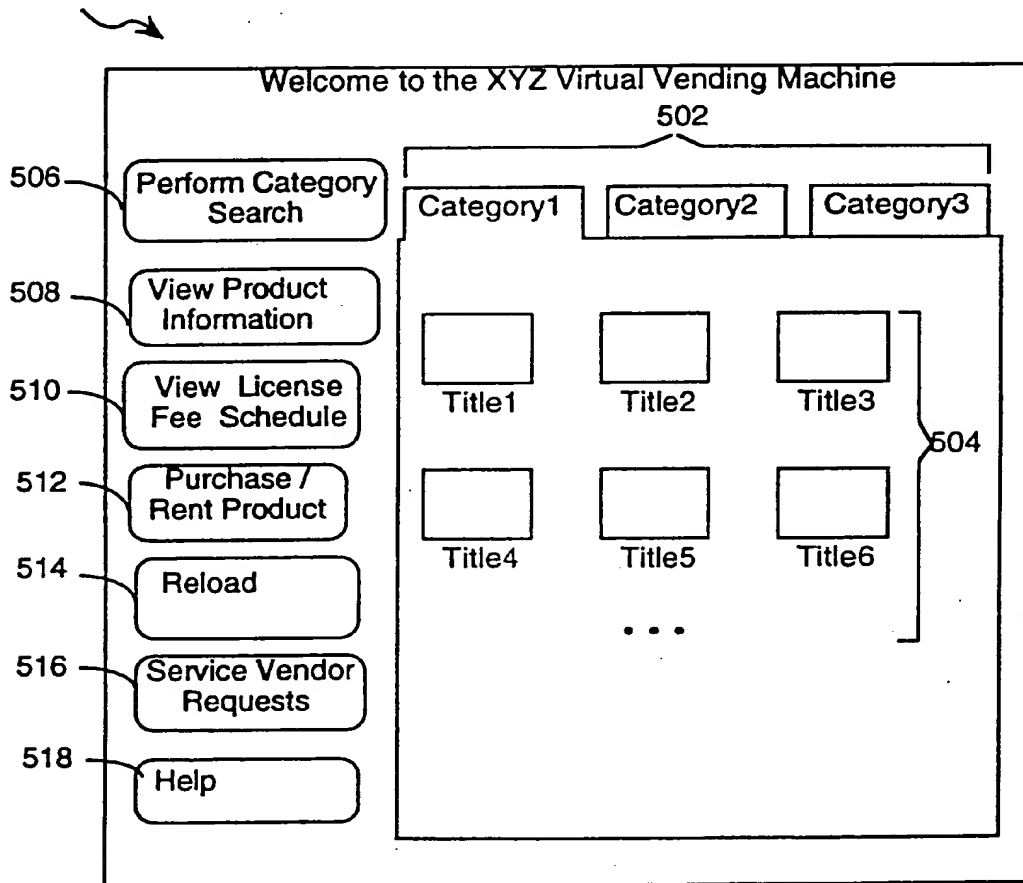 Welcome to the XYZ Virtual Vending Machine
502
506
Perform Category
Search
Category1
Category2
Category3
508
View Product
Information
510
View License
Fee Schedule
Title1
Title2
Title3
504
512
Purchase /
Rent Product
Title4
Title5
Title6
514
Reload
• • •
516
Service Vendor
Requests
518
Help